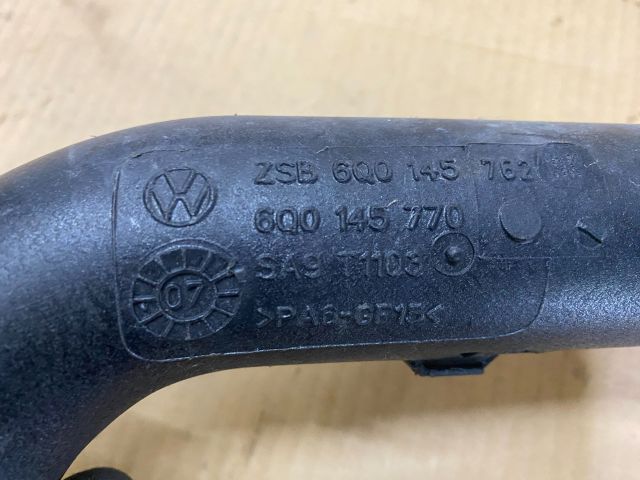 ZSB 6Q0 145 762
6Q0 145 770
SA9 T1103
07
>PA6-GF15<